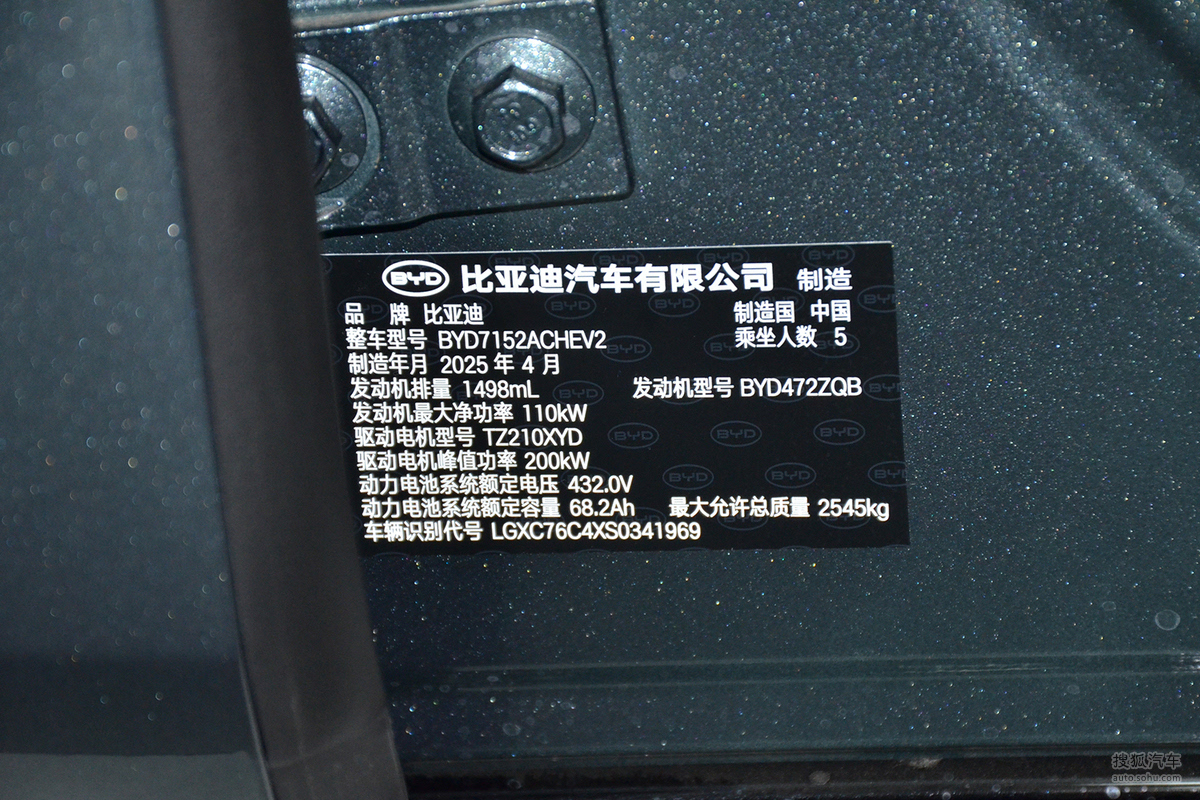 BYD 比亚迪汽车有限公司 制造
品 牌 比亚迪 制造国 中国
整车型号 BYD7152ACHEV2 乘坐人数 5
制造年月 2025 年 4 月
发动机排量 1498mL 发动机型号 BYD472ZQB
发动机最大净功率 110kW
驱动电机型号 TZ210XYD
驱动电机峰值功率 200kW
动力电池系统额定电压 432.0V
动力电池系统额定容量 68.2Ah 最大允许总质量 2545kg
车辆识别代号 LGXC76C4XS0341969
搜狐汽车
auto.sohu.com